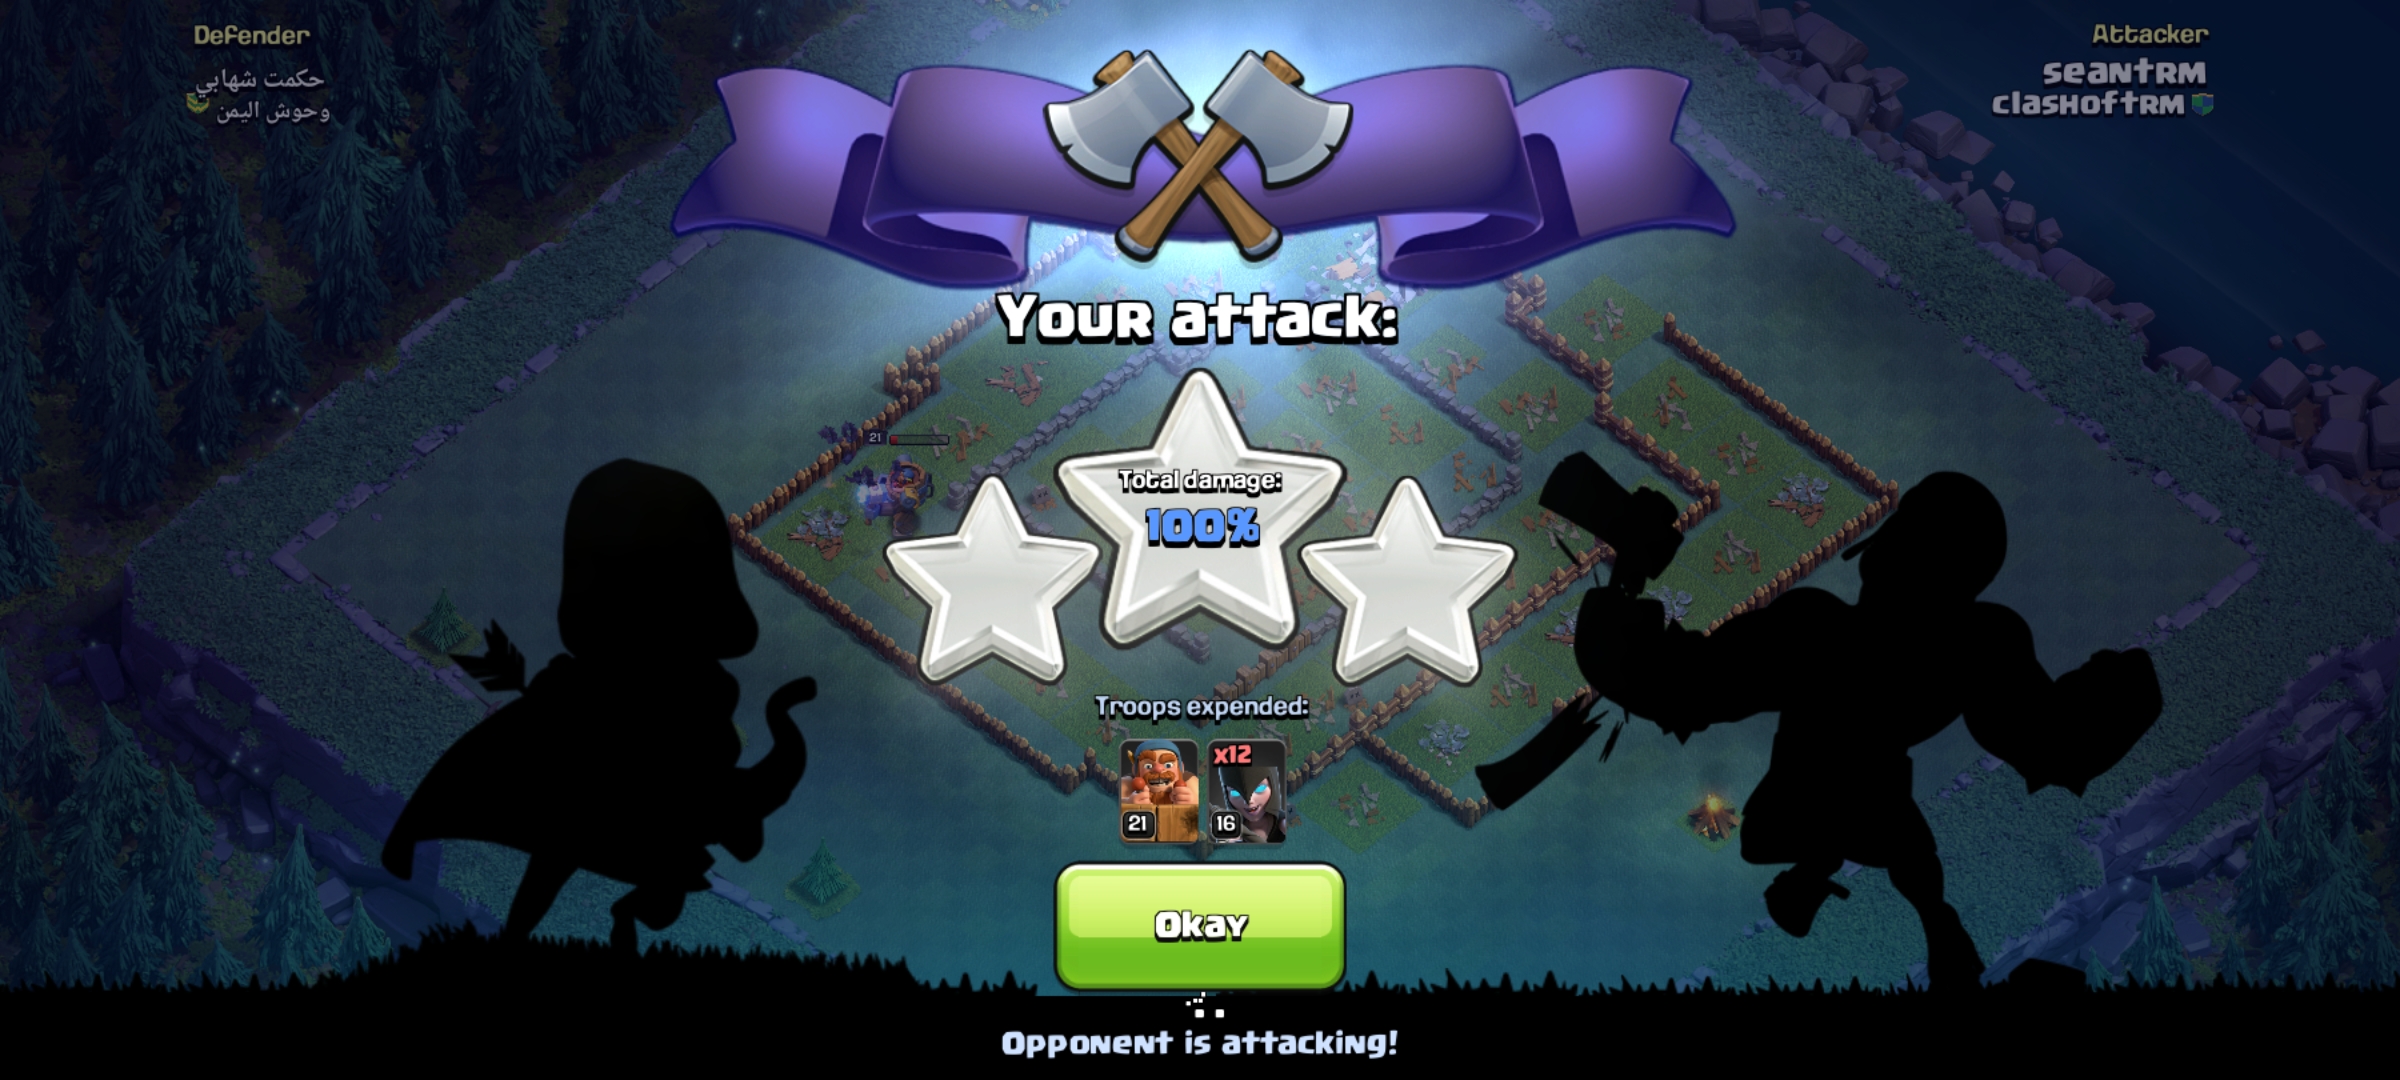 Defender
حكمت شهابي
وحوش اليمن
Attacker
seantRM
clashoftRM
Your attack:
21
Total damage:
100%
Troops expended:
x12
21
16
Okay
Opponent is attacking!